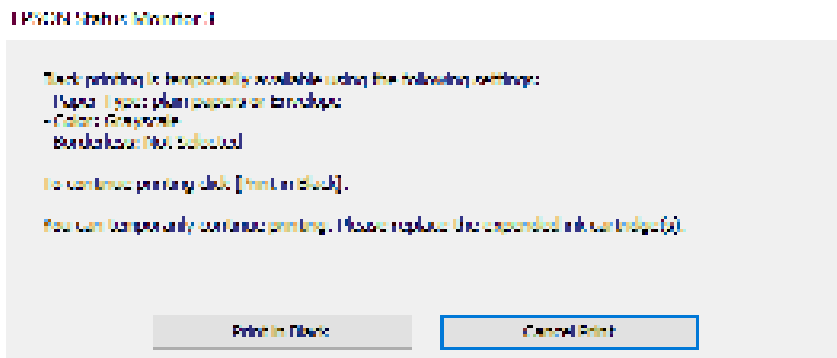 EPSON Status Monitor 3
Black printing is temporarily available using the following settings:
- Paper Type: plain papers or Envelope
- Color: Grayscale
- Borderless: Not Selected
To continue printing click [Print in Black].
You can temporarily continue printing. Please replace the expended ink cartridge(s).
Print in Black
Cancel Print